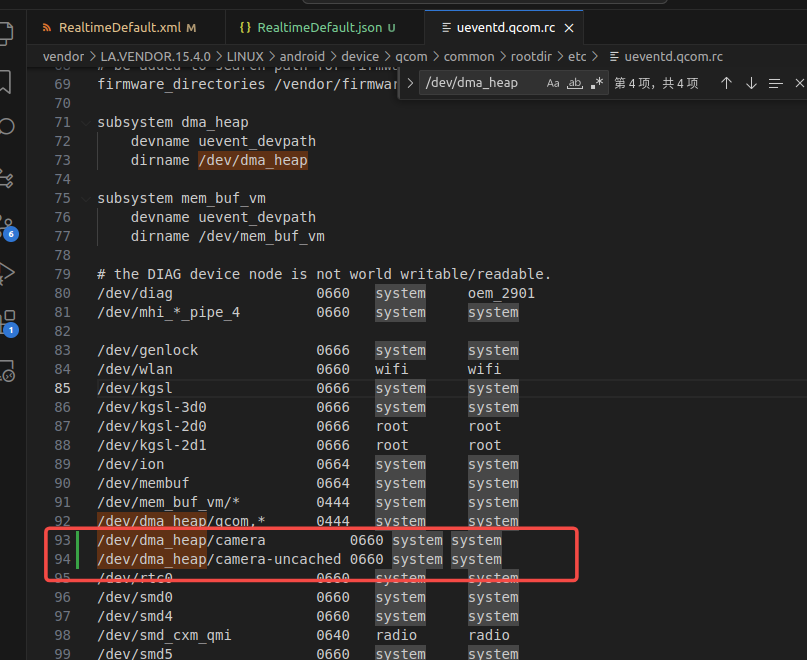 RealtimeDefault.xml M
{} RealtimeDefault.json U
ueventd.qcom.rc
vendor > LA.VENDOR.15.4.0 > LINUX > android > device > qcom > common > rootdir > etc > ueventd.qcom.rc
/dev/dma_heap Aa ab .* 第 4 项，共 4 项
69 firmware_directories /vendor/firmwar
70
71 subsystem dma_heap
72     devname uevent_devpath
73     dirname /dev/dma_heap
74
75 subsystem mem_buf_vm
76     devname uevent_devpath
77     dirname /dev/mem_buf_vm
78
79 # the DIAG device node is not world writable/readable.
80 /dev/diag                 0660   system     oem_2901
81 /dev/mhi_*_pipe_4         0660   system     system
82
83 /dev/genlock              0666   system     system
84 /dev/wlan                 0660   wifi       wifi
85 /dev/kgsl                 0666   system     system
86 /dev/kgsl-3d0             0666   system     system
87 /dev/kgsl-2d0             0666   root       root
88 /dev/kgsl-2d1             0666   root       root
89 /dev/ion                  0664   system     system
90 /dev/membuf               0664   system     system
91 /dev/mem_buf_vm/*         0444   system     system
92 /dev/dma_heap/qcom,*      0444   system     system
93 /dev/dma_heap/camera          0660 system system
94 /dev/dma_heap/camera-uncached 0660 system system
95 /dev/rtc0                 0660   system     system
96 /dev/smd0                 0660   system     system
97 /dev/smd4                 0660   system     system
98 /dev/smd_cxm_qmi          0640   radio      radio
99 /dev/smd5                 0660   system     system
6
1